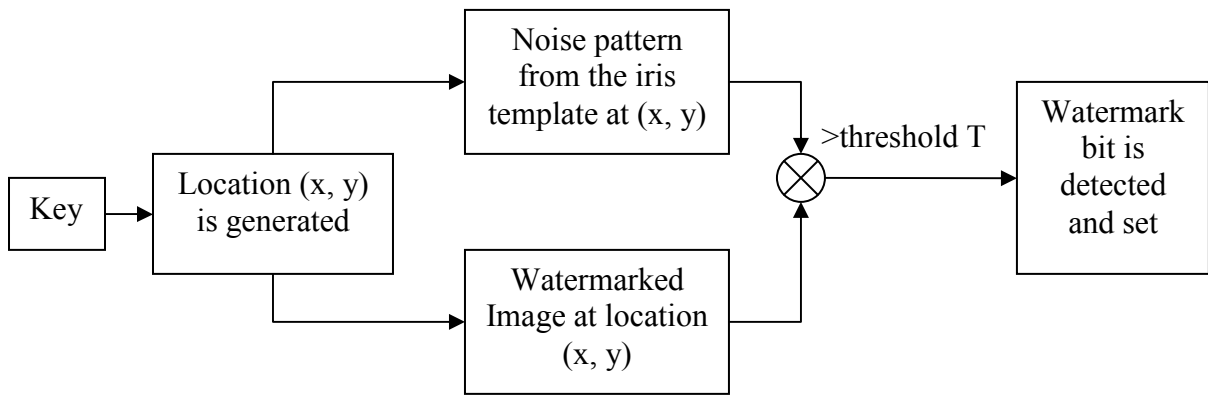 Key
Location (x, y)
is generated
Noise pattern
from the iris
template at (x, y)
Watermarked
Image at location
(x, y)
>threshold T
Watermark
bit is
detected
and set